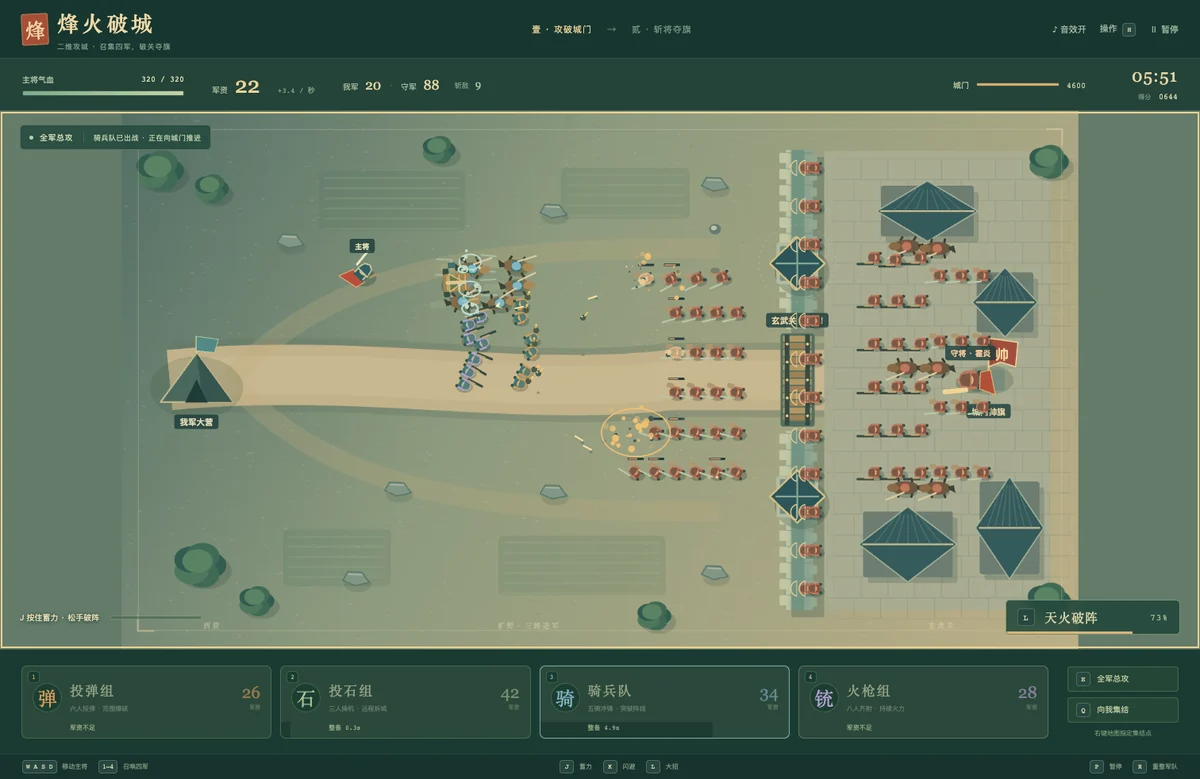 烽
烽火破城
二维攻城 · 召集四军，破关夺旗
壹 · 攻破城门 → 贰 · 斩将夺旗
♪ 音效开
操作 H
II 暂停
主将气血 320 / 320
军资 22 +3.4 / 秒
我军 20 · 守军 88 斩敌 9
城门 4600
05:51
得分 0644
全军总攻 骑兵队已出战 · 正在向城门推进
主将
我军大营
守将 · 霍炎
帅
J 按住蓄力 · 松手破阵
旷野 · 三路进军
L 天火破阵 73%
1
弹
投弹组
六人投弹 · 范围爆破
军资不足
26
军资
2
石
投石组
三人操机 · 远程拆城
整备 0.3s
42
军资
3
骑
骑兵队
五骑冲锋 · 突破阵线
整备 4.9s
34
军资
4
铳
火枪组
八人齐射 · 持续火力
军资不足
28
军资
全军总攻
Q 向我集结
右键地图指定集结点
W A S D 移动主将
1—4 召唤四军
J 蓄力
K 闪避
L 大招
P 暂停
R 重整军队